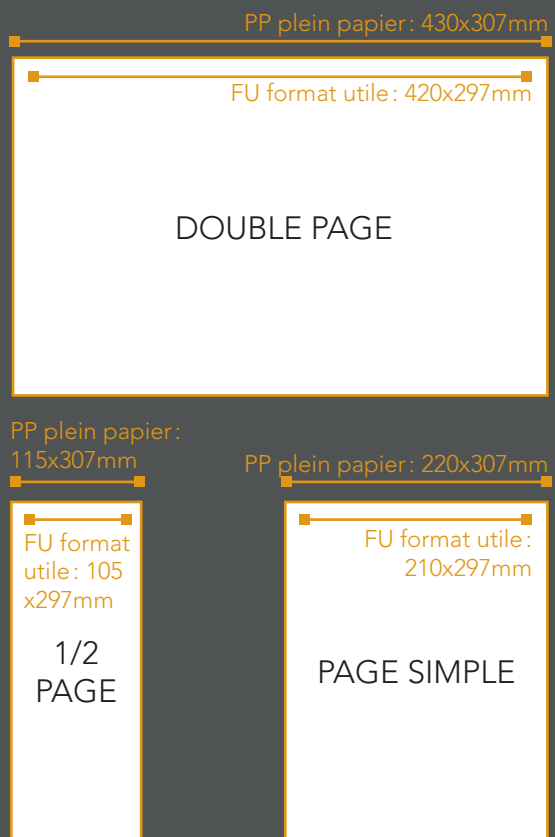 PP plein papier : 430x307mm
FU format utile : 420x297mm
DOUBLE PAGE
PP plein papier :
115x307mm
PP plein papier : 220x307mm
FU format
utile : 105
x297mm
1/2
PAGE
FU format utile :
210x297mm
PAGE SIMPLE